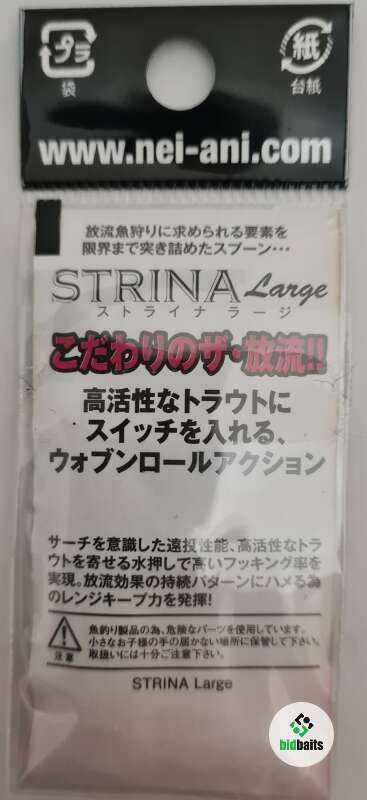 プラ
紙
袋
台紙
www.nei-ani.com
放流魚狩りに求められる要素を
限界まで突き詰めたスプーン…
STRINA Large
ストライナ ラージ
こだわりのザ・放流!!
高活性なトラウトに
スイッチを入れる、
ウォブンロールアクション
サーチを意識した遠投性能、高活性なトラ
ウトを寄せる水押しで高いフッキング率を
実現。放流効果の持続パターンにハメる為
のレンジキープ力を発揮!
魚釣り製品の為、危険なパーツを使用しています。
小さなお子様の手の届かない場所に保管して下さい。
取扱いには十分ご注意下さい。
注意
STRINA Large
bidbaits